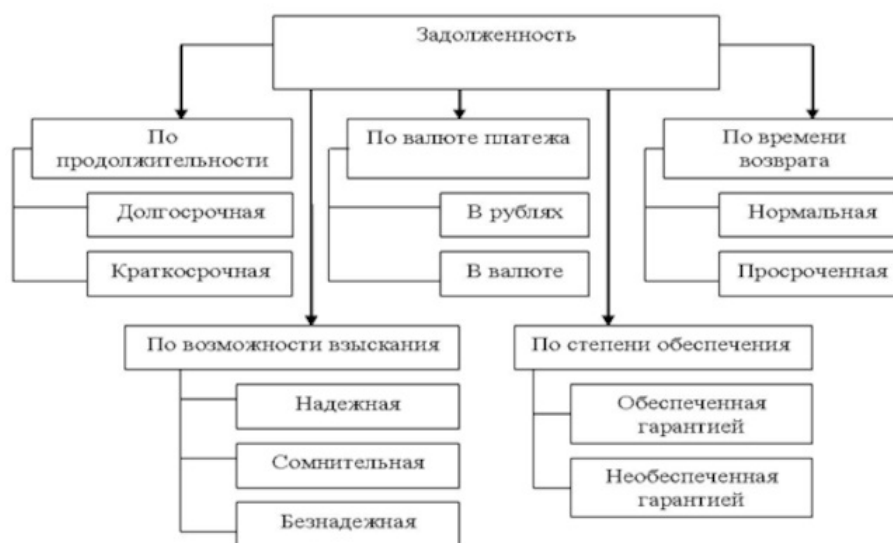 Задолженность
По
продолжительности
Долгосрочная
Краткосрочная
По валюте платежа
В рублях
В валюте
По времени
возврата
Нормальная
Просроченная
По возможности взыскания
Надежная
Сомнительная
Безнадежная
По степени обеспечения
Обеспеченная
гарантией
Необеспеченная
гарантией